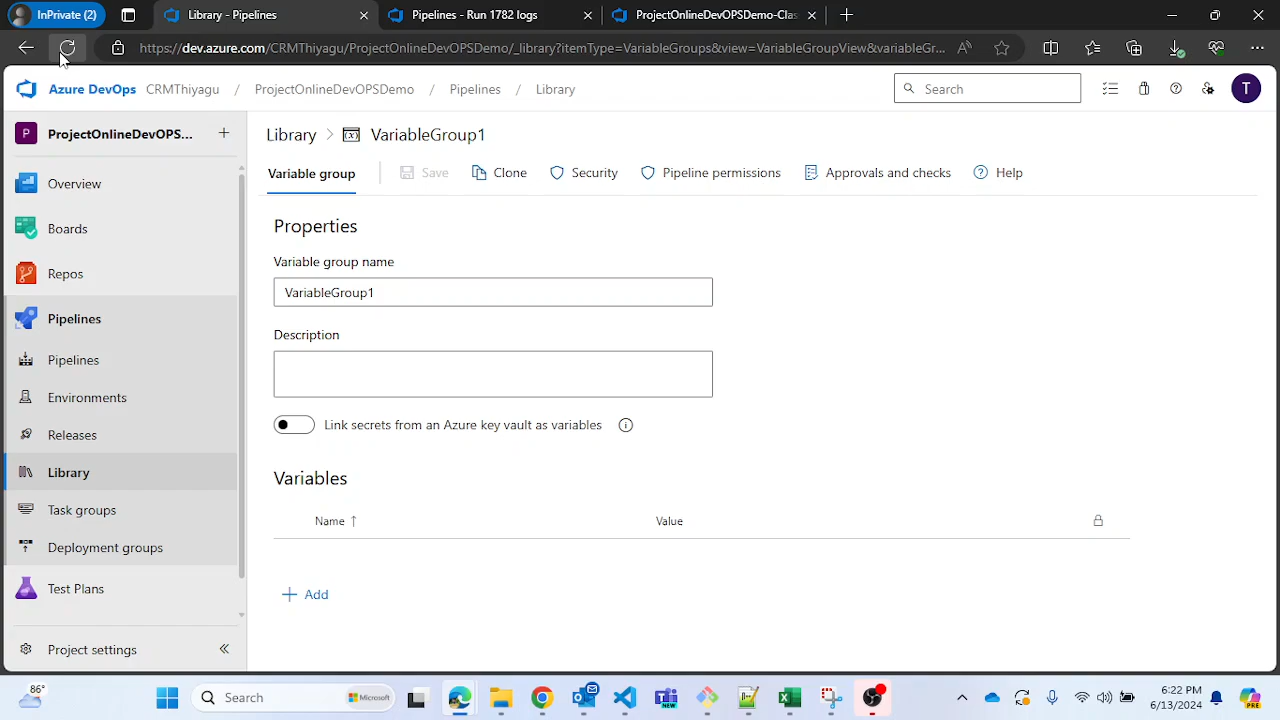 InPrivate (2)
Library - Pipelines
Pipelines - Run 1782 logs
ProjectOnlineDevOPSDemo-Clas
https://dev.azure.com/CRMThiyagu/ProjectOnlineDevOPSDemo/_library?itemType=VariableGroups&view=VariableGroupView&variableGr...
Azure DevOps CRMThiyagu / ProjectOnlineDevOPSDemo / Pipelines / Library
Search
T
P ProjectOnlineDevOPS...
Library > VariableGroup1
Variable group
Save
Clone
Security
Pipeline permissions
Approvals and checks
Help
Overview
Boards
Repos
Pipelines
Pipelines
Environments
Releases
Library
Task groups
Deployment groups
Test Plans
Project settings
Properties
Variable group name
VariableGroup1
Description
Link secrets from an Azure key vault as variables
Variables
Name
Value
Add
86°
Search
Microsoft
NEW
6:22 PM
6/13/2024
PRE